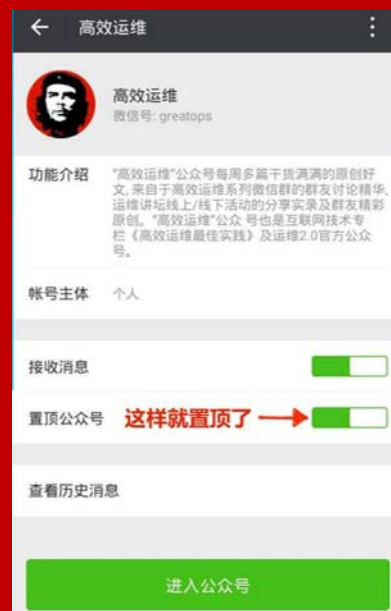 高效运维
高效运维
微信号: greatops
功能介绍
“高效运维”公众号每周多篇干货满满的原创好
文, 来自于高效运维系列微信群的群友讨论精华,
运维讲坛线上/线下活动的分享实录及群友精彩
原创。“高效运维”公众 号也是互联网技术专
栏《高效运维最佳实践》及运维2.0官方公众
号。
帐号主体 个人
接收消息
置顶公众号 这样就置顶了
查看历史消息
进入公众号